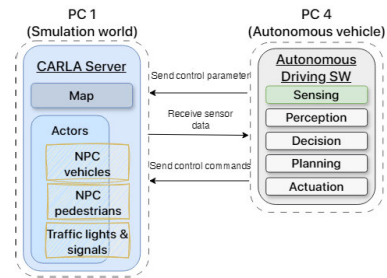 PC 1
(Smulation world)
CARLA Server
Map
Actors
NPC
vehicles
NPC
pedestrians
Traffic lights &
signals
Send control parameter
Receive sensor
data
Send control commands
PC 4
(Autonomous vehicle)
Autonomous
Driving SW
Sensing
Perception
Decision
Planning
Actuation